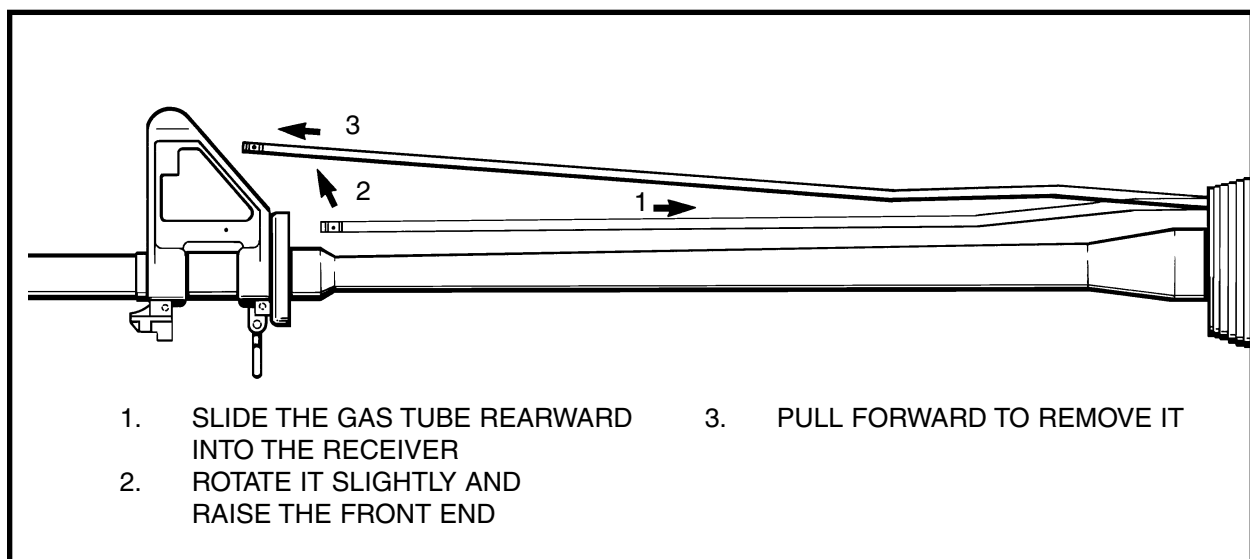 3
2
1
1. SLIDE THE GAS TUBE REARWARD
INTO THE RECEIVER
2. ROTATE IT SLIGHTLY AND
RAISE THE FRONT END
3. PULL FORWARD TO REMOVE IT